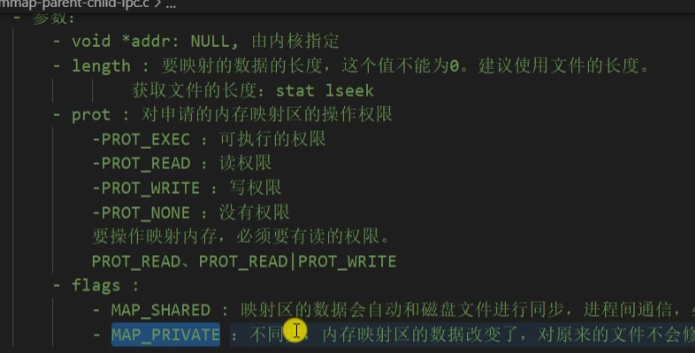 mmap-parent-child-ipc.c > ...
- 参数:
- void *addr: NULL, 由内核指定
- length : 要映射的数据的长度，这个值不能为0。建议使用文件的长度。
获取文件的长度：stat lseek
- prot : 对申请的内存映射区的操作权限
-PROT_EXEC : 可执行的权限
-PROT_READ : 读权限
-PROT_WRITE : 写权限
-PROT_NONE : 没有权限
要操作映射内存，必须要有读的权限。
PROT_READ、PROT_READ|PROT_WRITE
- flags :
- MAP_SHARED : 映射区的数据会自动和磁盘文件进行同步，进程间通信，
- MAP_PRIVATE : 不同 ，内存映射区的数据改变了，对原来的文件不会修